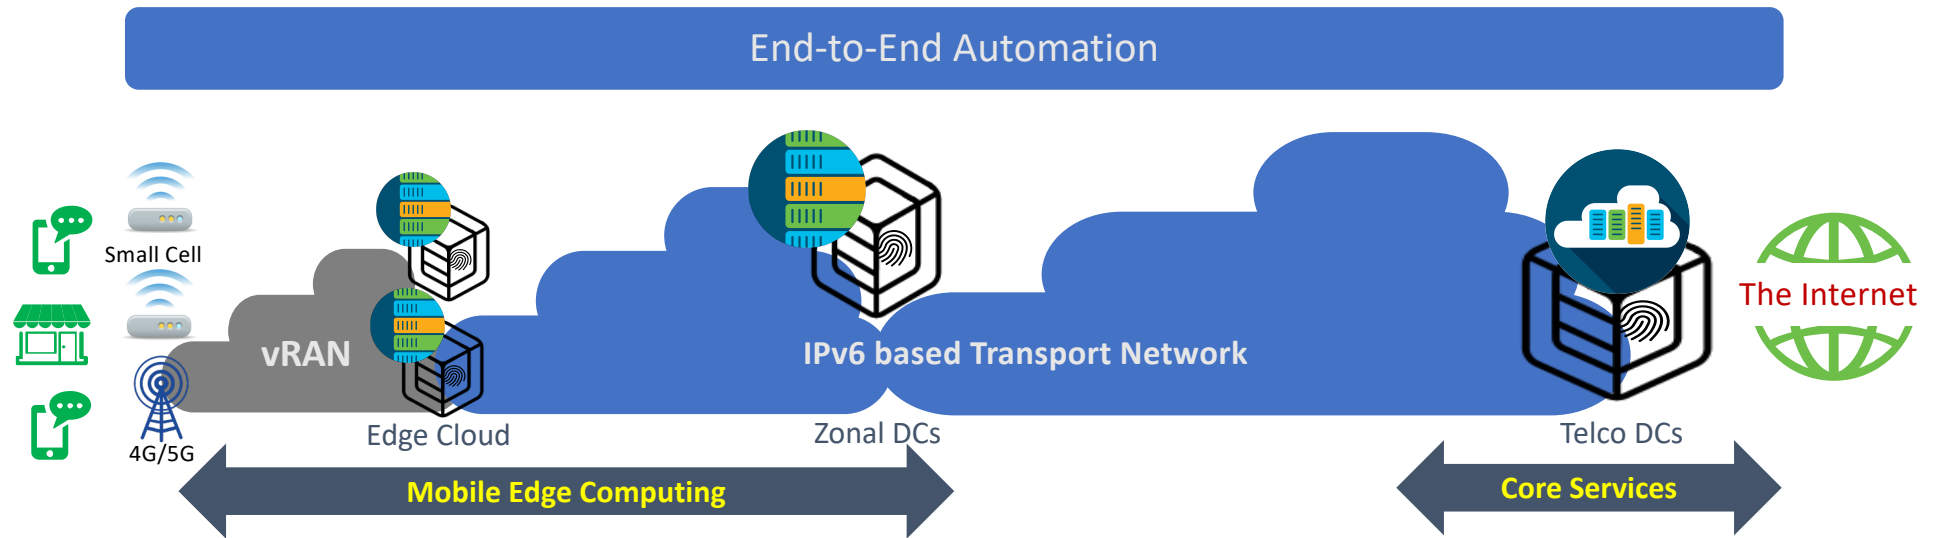 End-to-End Automation
Small Cell
The Internet
vRAN
IPv6 based Transport Network
4G/5G
Edge Cloud
Zonal DCs
Telco DCs
Mobile Edge Computing
Core Services